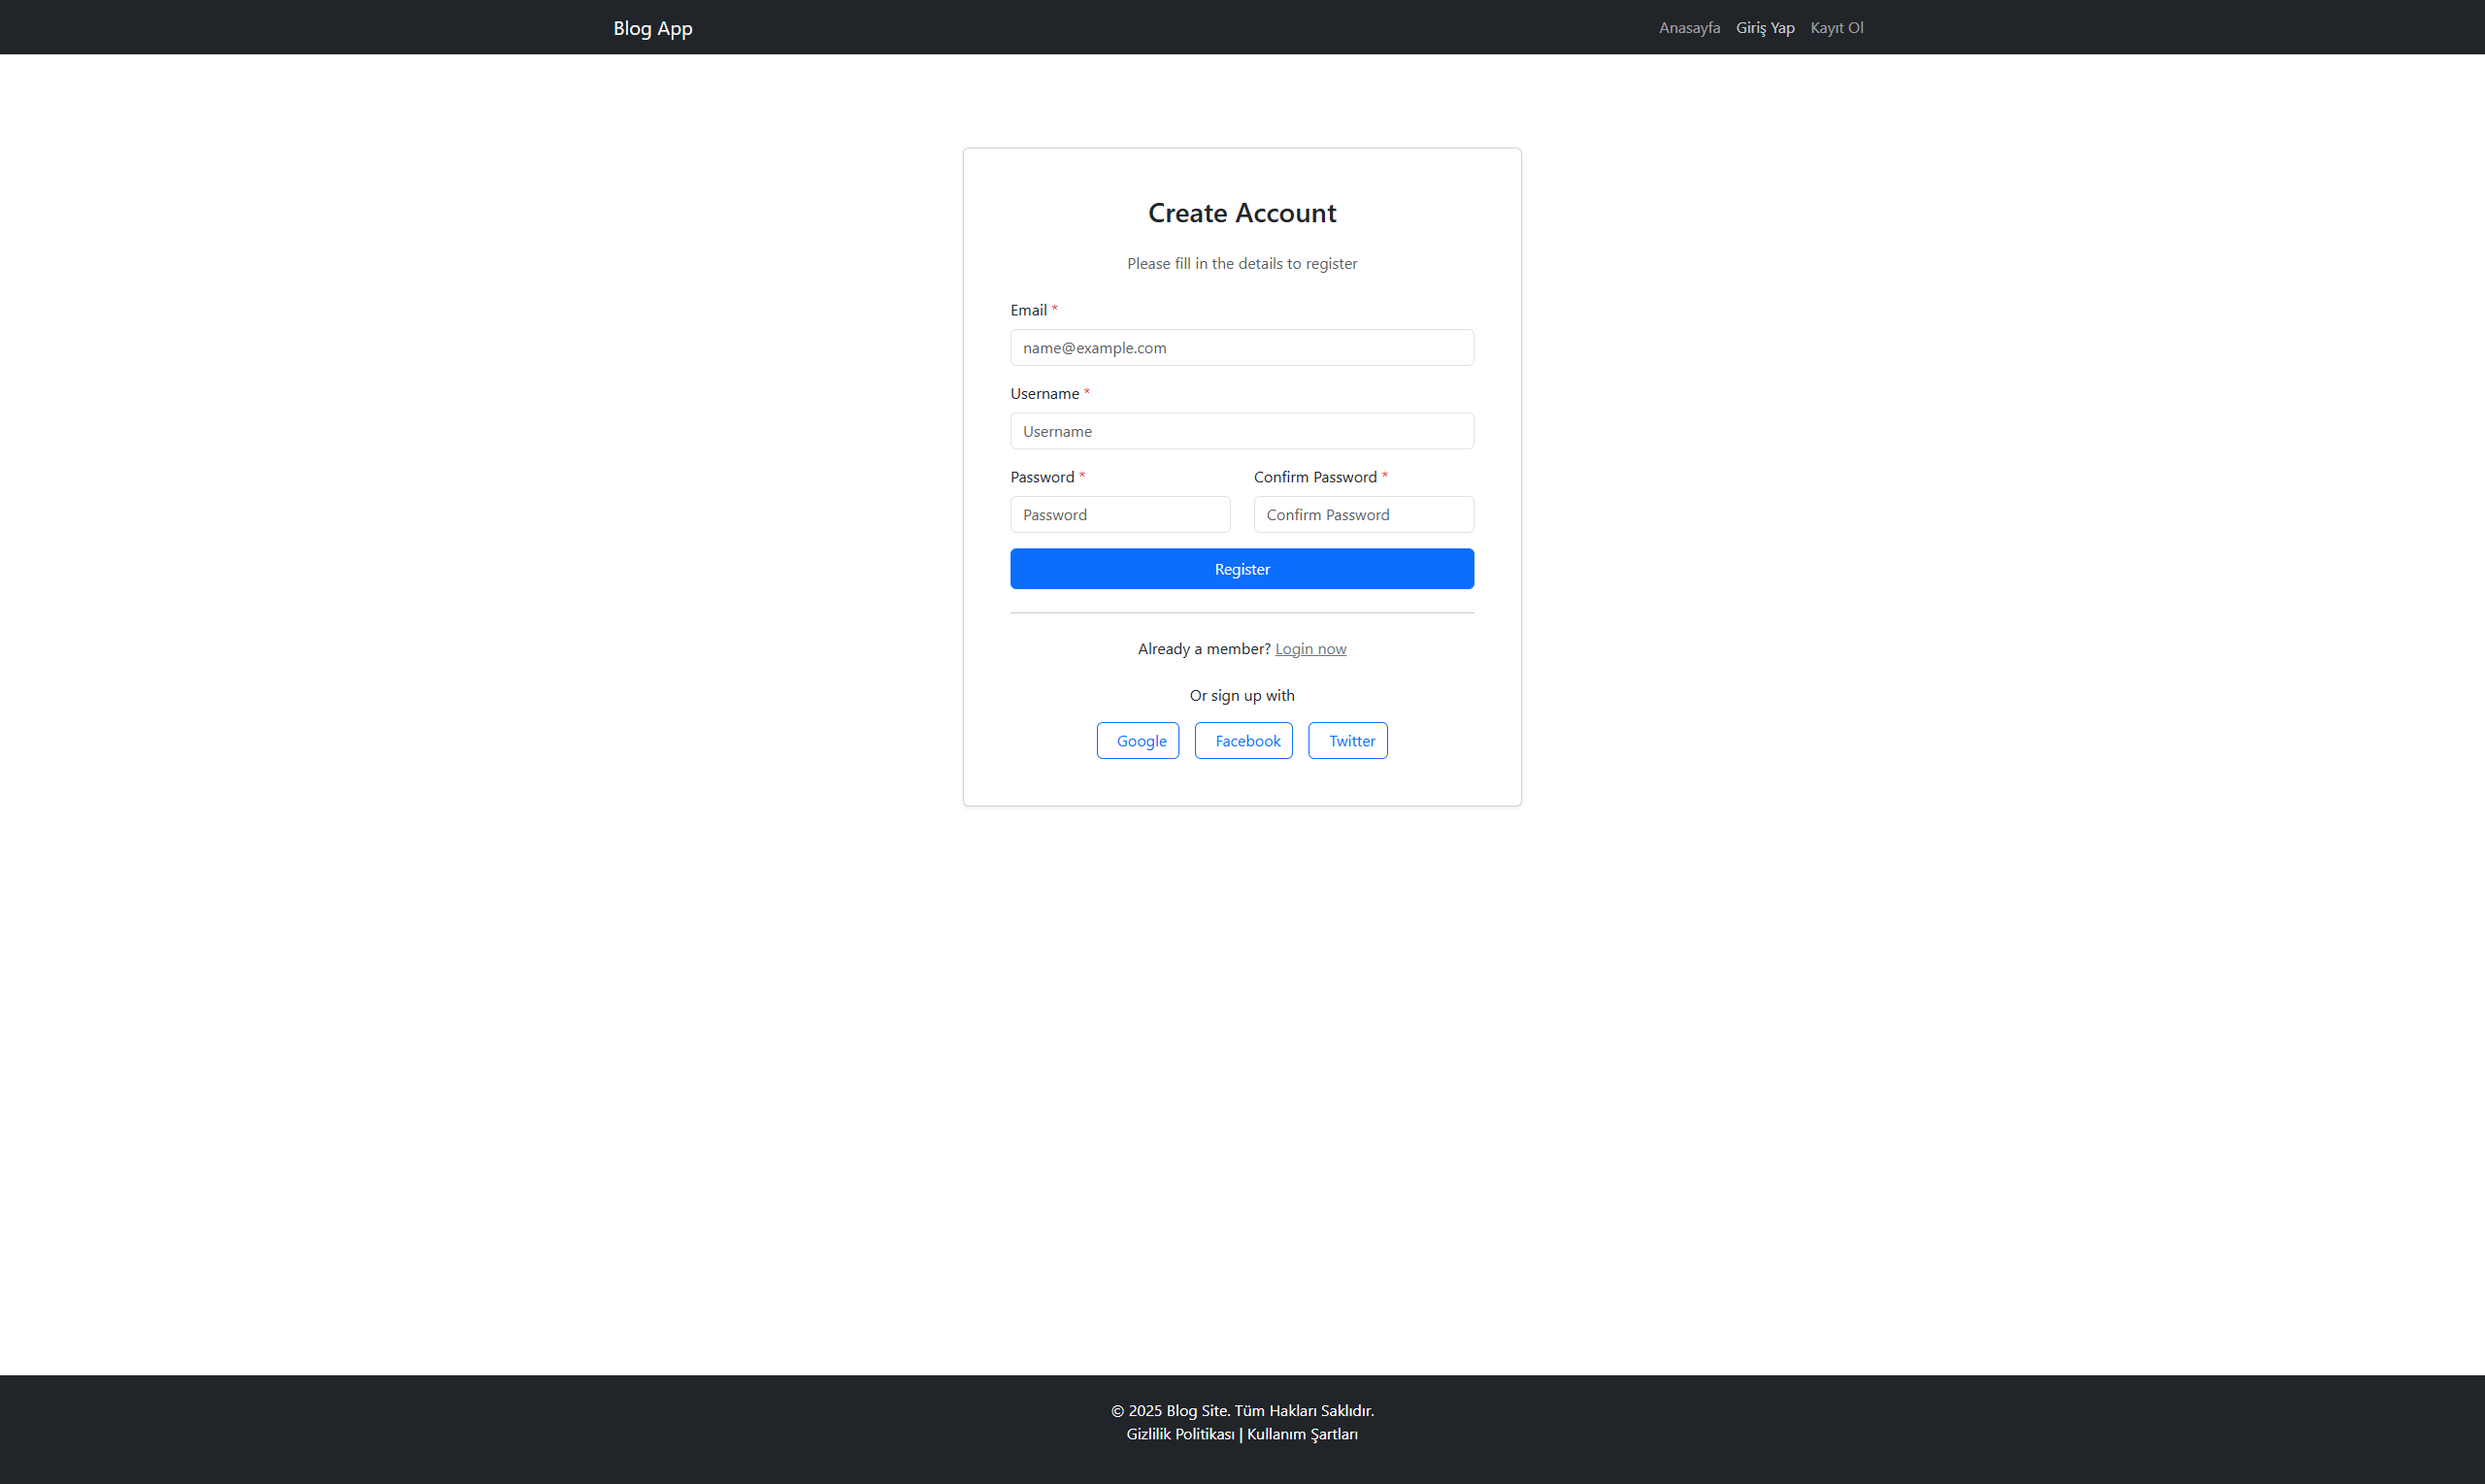 Blog App Anasayfa Giriş Yap Kayıt Ol
Create Account
Please fill in the details to register
Email *
name@example.com
Username *
Username
Password * Confirm Password *
Password Confirm Password
Register
Already a member? Login now
Or sign up with
Google Facebook Twitter
© 2025 Blog Site. Tüm Hakları Saklıdır.
Gizlilik Politikası | Kullanım Şartları